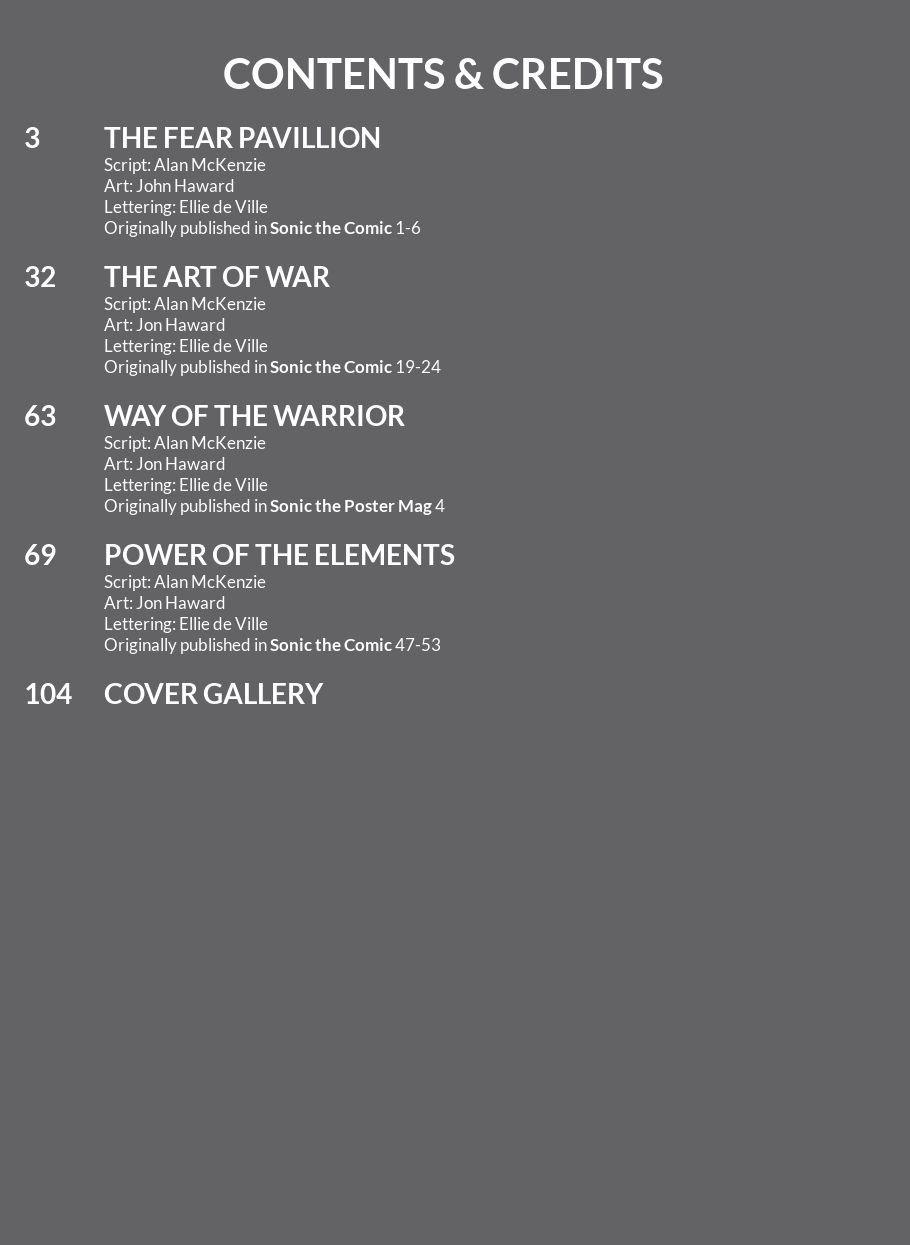 CONTENTS & CREDITS
3 THE FEAR PAVILLION
Script: Alan McKenzie
Art: John Haward
Lettering: Ellie de Ville
Originally published in Sonic the Comic 1-6
32 THE ART OF WAR
Script: Alan McKenzie
Art: Jon Haward
Lettering: Ellie de Ville
Originally published in Sonic the Comic 19-24
63 WAY OF THE WARRIOR
Script: Alan McKenzie
Art: Jon Haward
Lettering: Ellie de Ville
Originally published in Sonic the Poster Mag 4
69 POWER OF THE ELEMENTS
Script: Alan McKenzie
Art: Jon Haward
Lettering: Ellie de Ville
Originally published in Sonic the Comic 47-53
104 COVER GALLERY